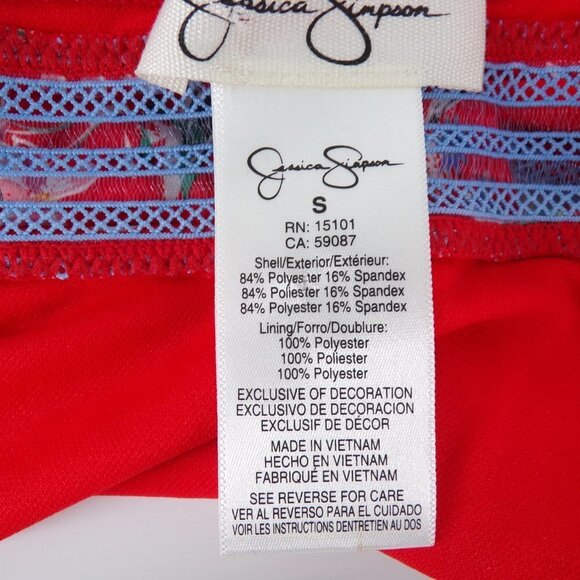 Jessica Simpson
Jessica Simpson
S
RN: 15101
CA: 59087
Shell/Exterior/Extérieur:
84% Polyester 16% Spandex
84% Poliester 16% Spandex
84% Polyester 16% Spandex
Lining/Forro/Doublure:
100% Polyester
100% Poliester
100% Polyester
EXCLUSIVE OF DECORATION
EXCLUSIVO DE DECORACION
EXCLUSIF DE DÉCOR
MADE IN VIETNAM
HECHO EN VIETNAM
FABRIQUÉ EN VIETNAM
SEE REVERSE FOR CARE
VER AL REVERSO PARA EL CUIDADO
VOIR LES INSTRUCTIONS DENTRETIEN AU DOS